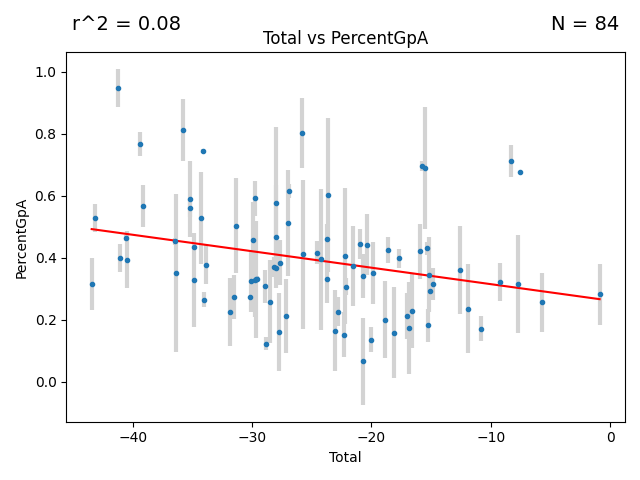 r^2 = 0.08
N = 84
Total vs PercentGpA
1.0
0.8
0.6
0.4
0.2
0.0
PercentGpA
−40
−30
−20
−10
0
Total